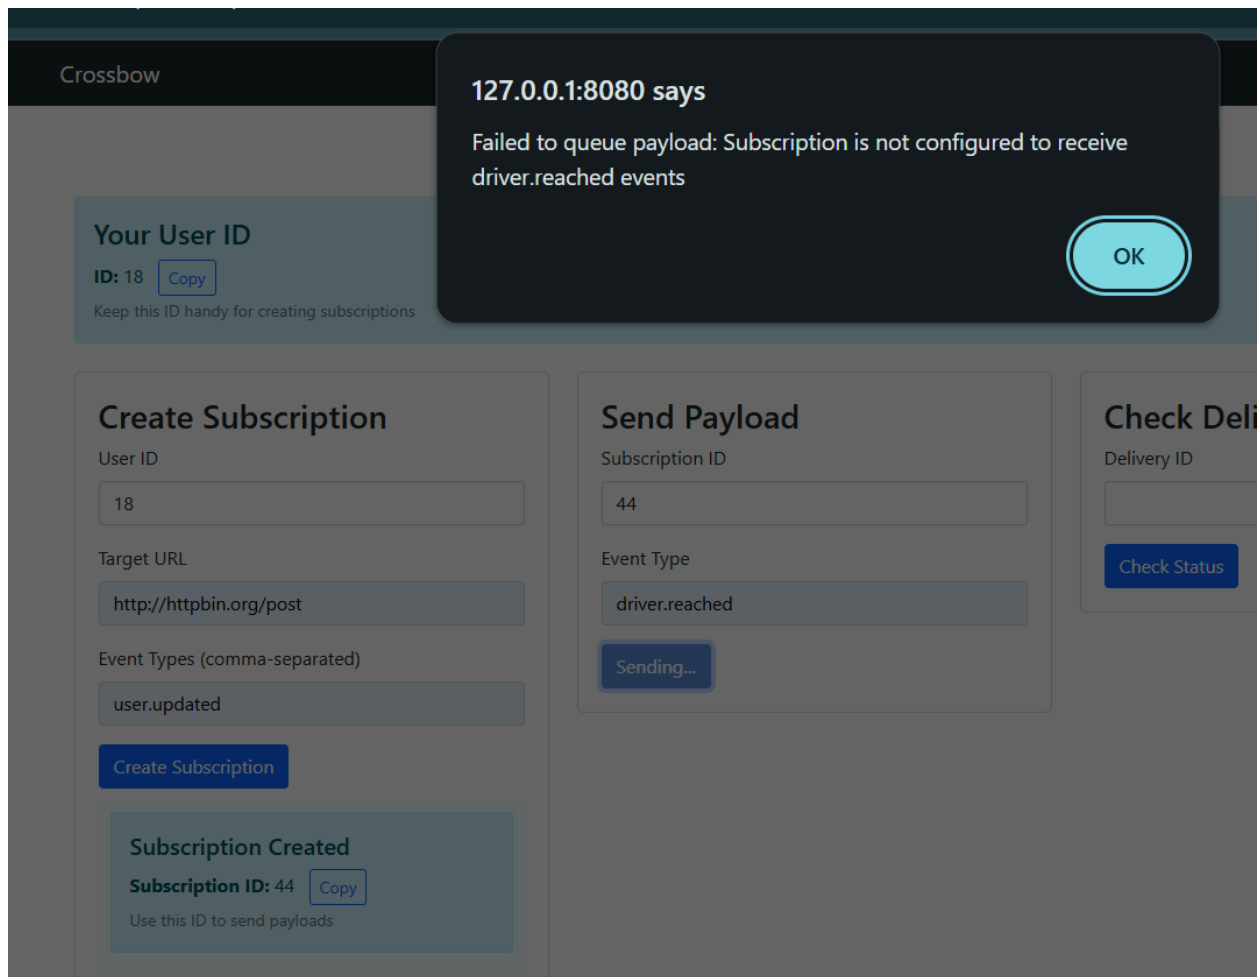 Crossbow
127.0.0.1:8080 says
Failed to queue payload: Subscription is not configured to receive
driver.reached events
OK
Your User ID
ID: 18 Copy
Keep this ID handy for creating subscriptions
Create Subscription
User ID
18
Target URL
http://httpbin.org/post
Event Types (comma-separated)
user.updated
Create Subscription
Subscription Created
Subscription ID: 44 Copy
Use this ID to send payloads
Send Payload
Subscription ID
44
Event Type
driver.reached
Sending...
Check Deli
Delivery ID
Check Status